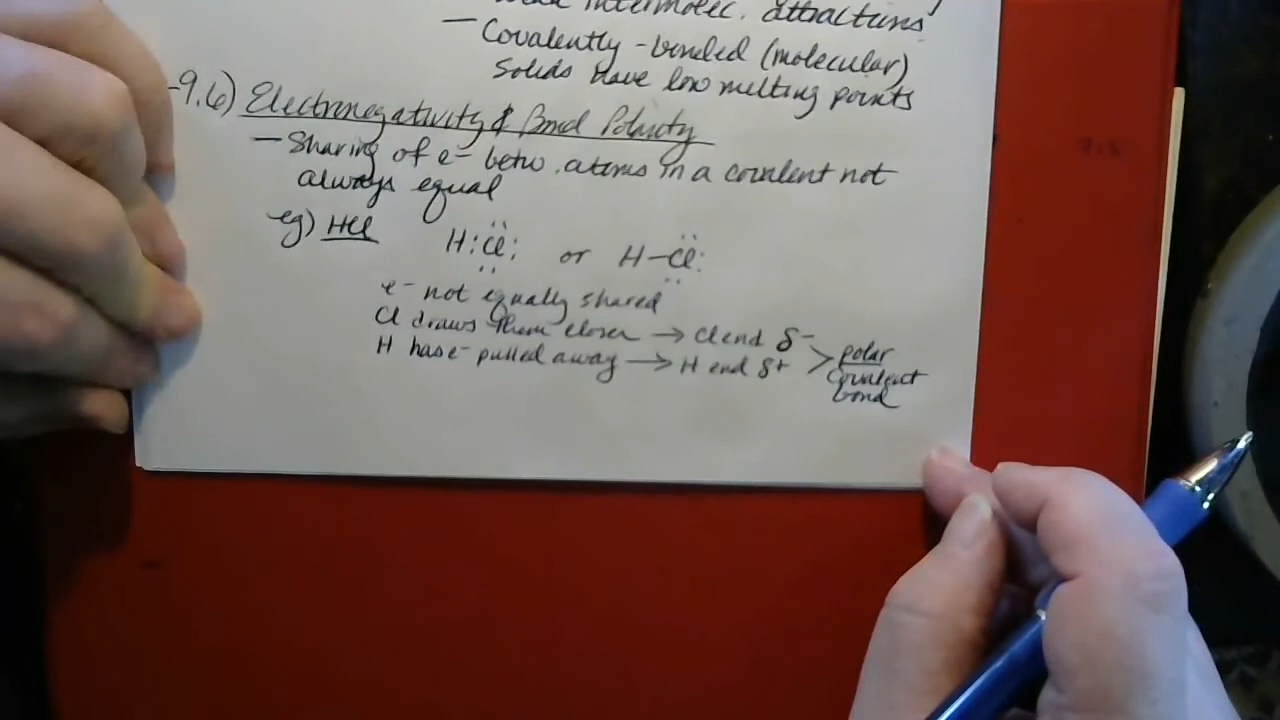 intermolec. attractions
— Covalently-bonded (molecular)
solids have low melting points
9.6) Electronegativity & Bond Polarity
— Sharing of e⁻ betw. atoms in a covalent not
always equal
eg) HCl H:Cl: or H—Cl:
e⁻ not equally shared
Cl draws them closer → Cl end δ⁻
H has e⁻ pulled away → H end δ+ > polar
covalent
bond